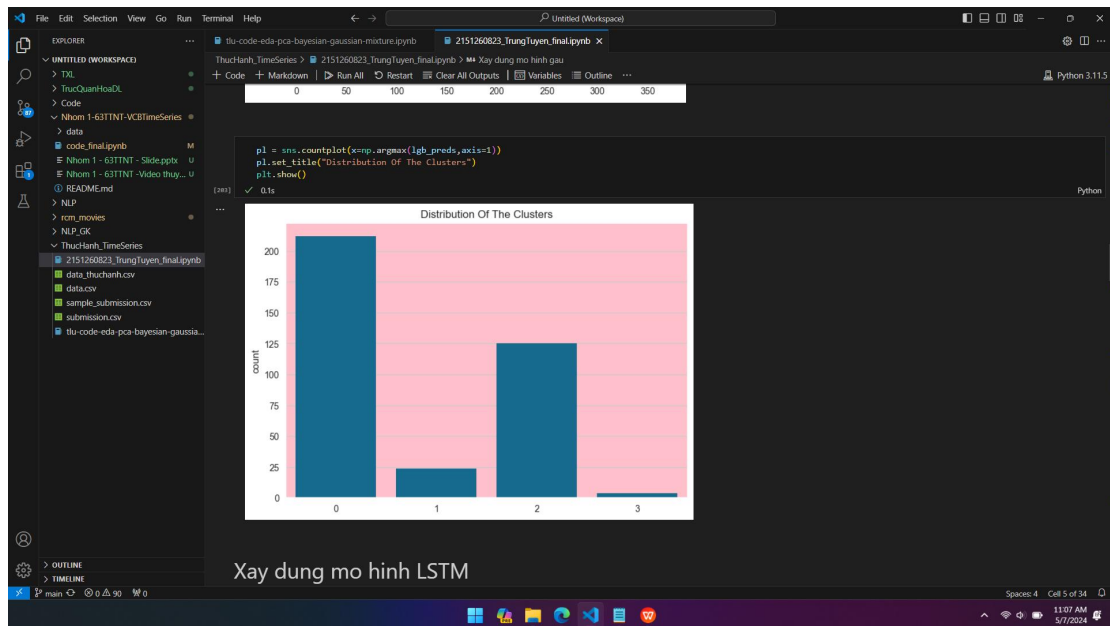 File Edit Selection View Go Run Terminal Help
Untitled (Workspace)
EXPLORER
UNTITLED (WORKSPACE)
TXL
TrucQuanHoaDL
Code
Nhom 1-63TTNT-VCBTimeSeries
data
code_final.ipynb M
Nhom 1 - 63TTNT - Slide.pptx U
Nhom 1 - 63TTNT -Video thuy... U
README.md
NLP
rcm_movies
NLP_GK
ThucHanh_TimeSeries
2151260823_TrungTuyen_final.ipynb
data_thuchanh.csv
data.csv
sample_submission.csv
submission.csv
tlu-code-eda-pca-bayesian-gaussia...
OUTLINE
TIMELINE
87
1
tlu-code-eda-pca-bayesian-gaussian-mixture.ipynb
2151260823_TrungTuyen_final.ipynb
ThucHanh_TimeSeries > 2151260823_TrungTuyen_final.ipynb > M↓ Xay dung mo hinh gau
+ Code + Markdown | Run All Restart Clear All Outputs | Variables Outline ...
Python 3.11.5
0 50 100 150 200 250 300 350
pl = sns.countplot(x=np.argmax(lgb_preds,axis=1))
pl.set_title("Distribution Of The Clusters")
plt.show()
[203] 0.1s
Python
Distribution Of The Clusters
200
175
150
125
100
75
50
25
0
count
0 1 2 3
Xay dung mo hinh LSTM
main 0 90 0
Spaces: 4 Cell 5 of 34
11:07 AM
5/7/2024